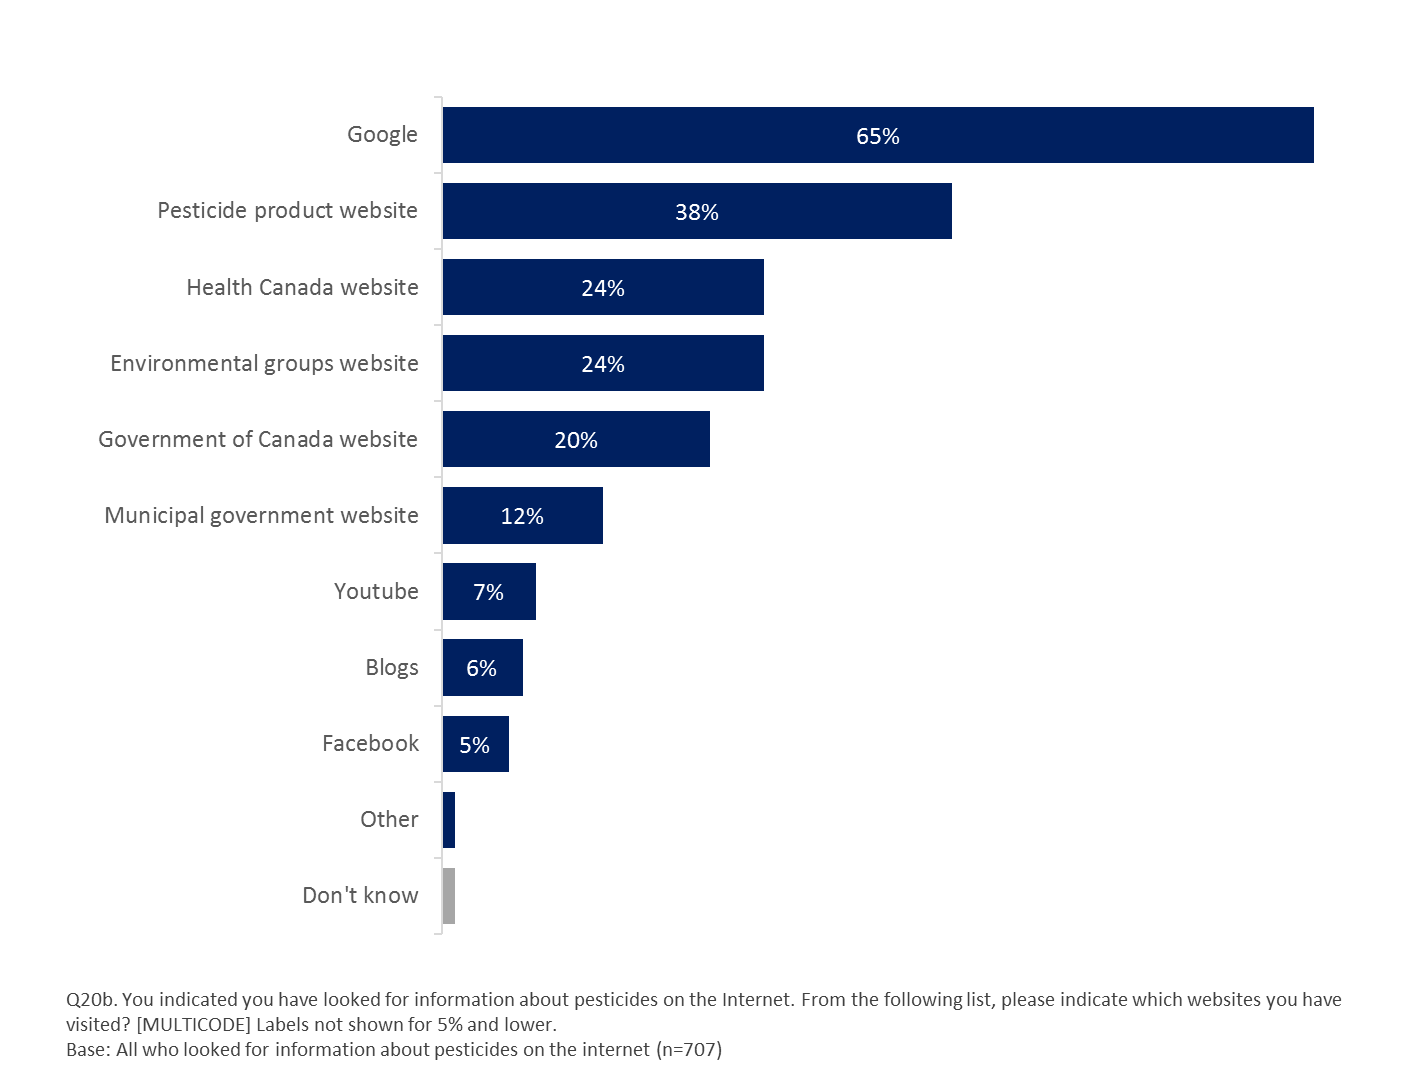 Google 65%
Pesticide product website 38%
Health Canada website 24%
Environmental groups website 24%
Government of Canada website 20%
Municipal government website 12%
Youtube 7%
Blogs 6%
Facebook 5%
Other
Don't know
Q20b. You indicated you have looked for information about pesticides on the Internet. From the following list, please indicate which websites you have
visited? [MULTICODE] Labels not shown for 5% and lower.
Base: All who looked for information about pesticides on the internet (n=707)